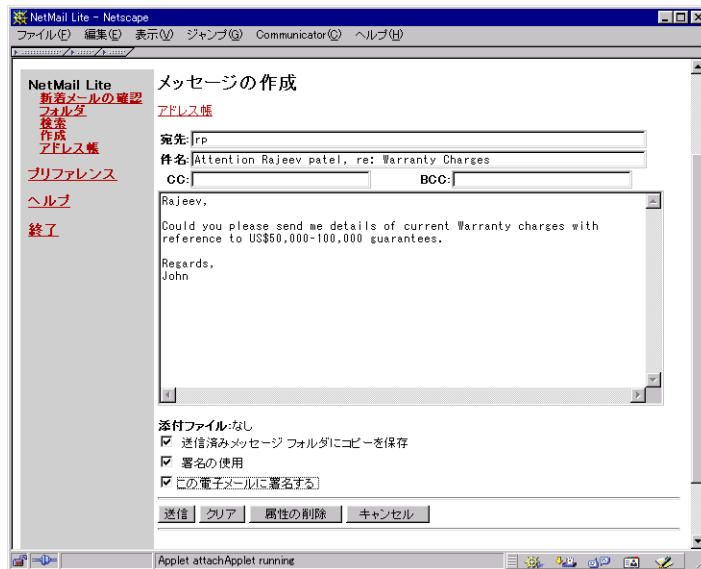 NetMail Lite - Netscape
ファイル(F) 編集(E) 表示(V) ジャンプ(G) Communicator(C) ヘルプ(H)
NetMail Lite
新着メールの確認
フォルダ
検索
作成
アドレス帳
プリファレンス
ヘルプ
終了
メッセージの作成
アドレス帳
宛先: rp
件名: Attention Rajeev patel, re: Warranty Charges
CC: BCC:
Rajeev,
Could you please send me details of current Warranty charges with
reference to US$50,000-100,000 guarantees.
Regards,
John
添付ファイル:なし
送信済みメッセージ フォルダにコピーを保存
署名の使用
この電子メールに署名する
送信 クリア 属性の削除 キャンセル
Applet attachApplet running